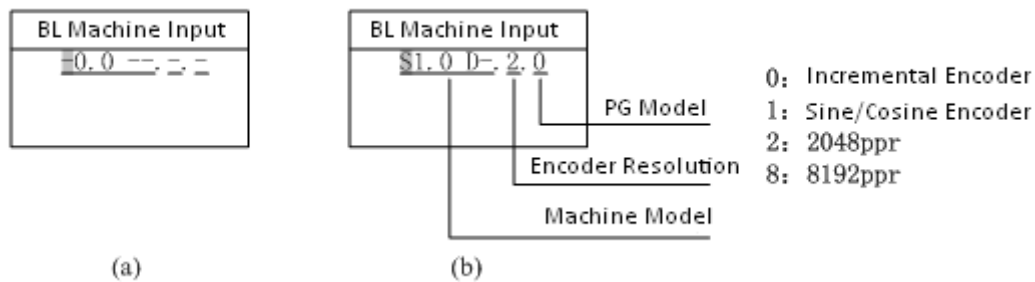 BL Machine Input
-0.0 --.-.-
(a)
BL Machine Input
S1.0 D-.2.0
PG Model
Encoder Resolution
Machine Model
(b)
0: Incremental Encoder
1: Sine/Cosine Encoder
2: 2048ppr
8: 8192ppr